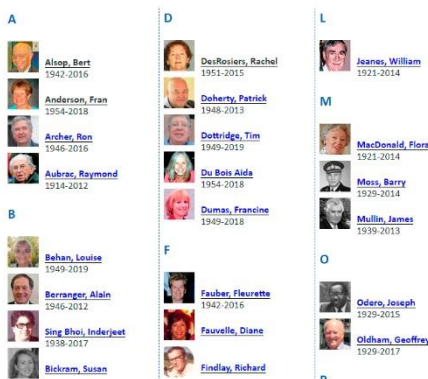 A
Alsop, Bert
1942-2016
Anderson, Fran
1954-2018
Archer, Ron
1946-2016
Aubrac, Raymond
1914-2012
B
Behan, Louise
1949-2019
Berranger, Alain
1946-2012
Sing Bhoi, Inderjeet
1938-2017
Bickram, Susan
D
DesRosiers, Rachel
1951-2015
Doherty, Patrick
1948-2013
Dottridge, Tim
1949-2019
Du Bois Aida
1954-2018
Dumas, Francine
1949-2018
F
Fauber, Fleurette
1942-2016
Fauvelle, Diane
Findlay, Richard
L
Jeanes, William
1921-2014
M
MacDonald, Flora
1921-2014
Moss, Barry
1929-2014
Mullin, James
1939-2013
O
Odero, Joseph
1929-2015
Oldham, Geoffrey
1929-2017